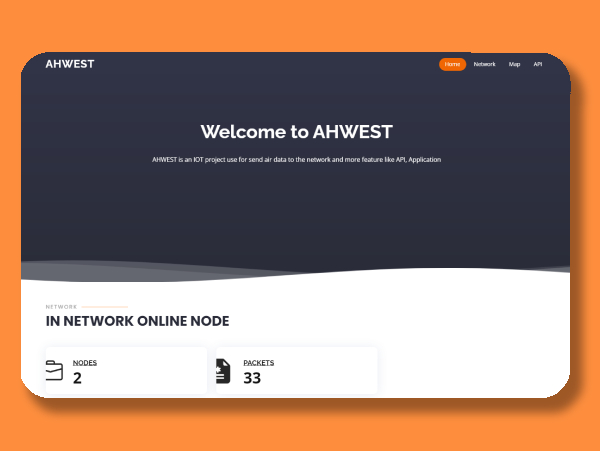 AHWEST
Home Network Map API
Welcome to AHWEST
AHWEST is an IOT project use for send air data to the network and more feature like API, Application
NETWORK
IN NETWORK ONLINE NODE
NODES
2
PACKETS
33